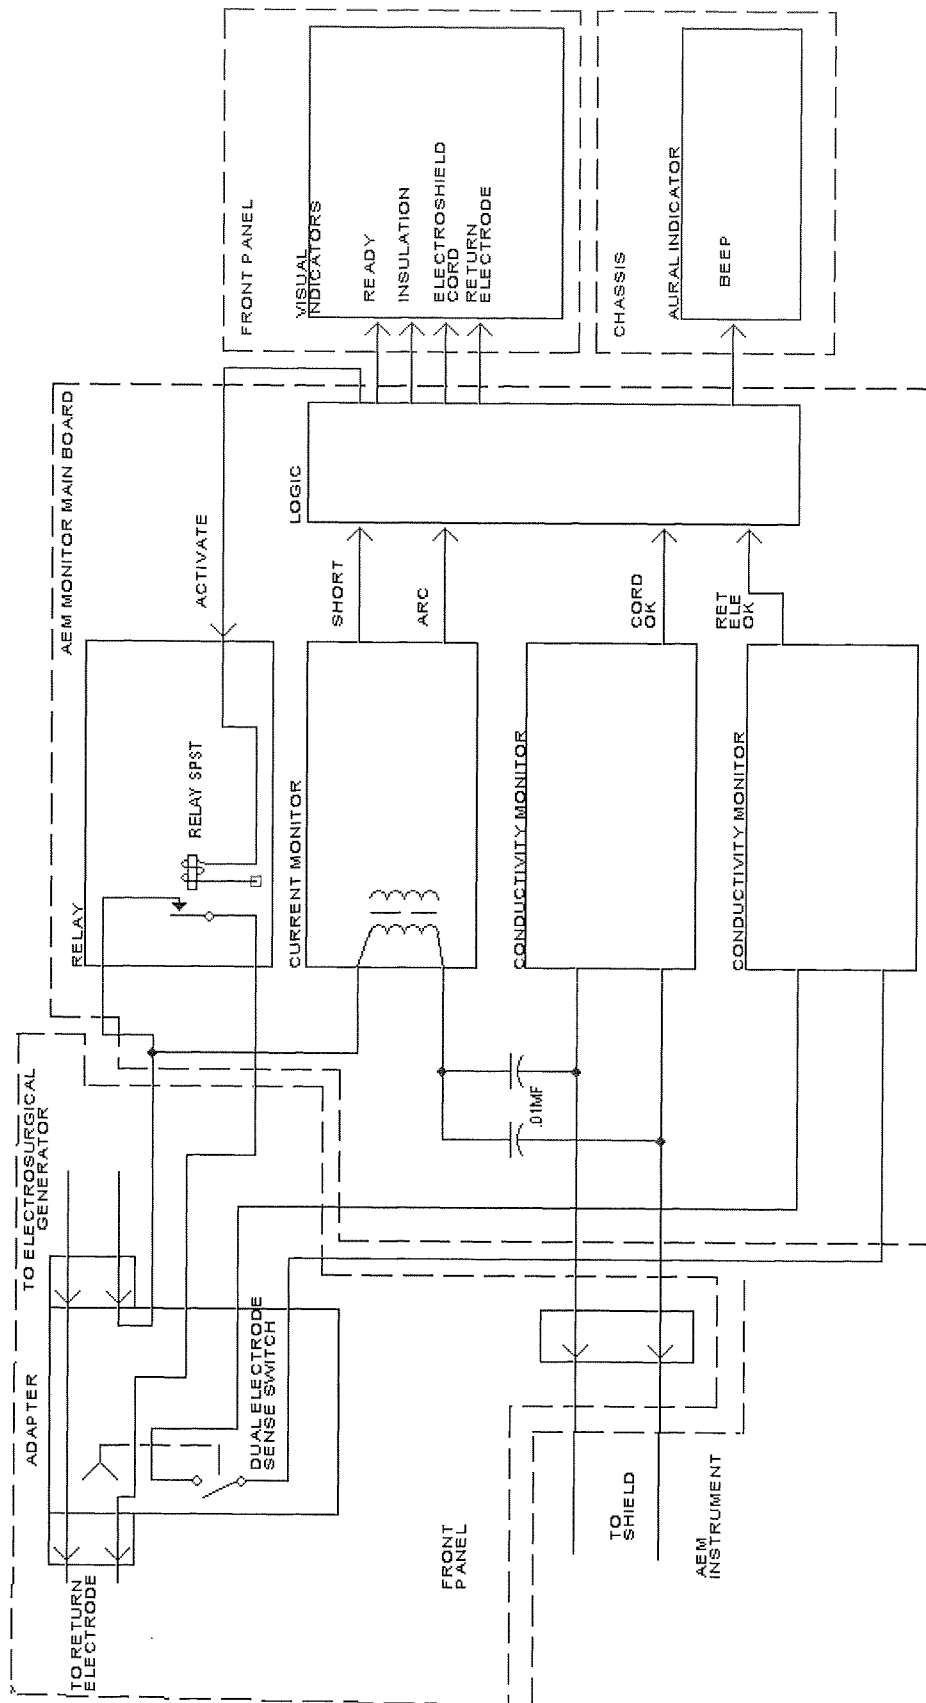 FRONT PANEL
VISUAL
NDICATORS
READY
INSULATION
ELECTROSHIELD
CORD
RETURN
ELECTRODE
CHASSIS
AURAL INDICATOR
BEEP
AEM MONITOR MAIN BOARD
ACTIVATE
LOGIC
SHORT
ARC
CORD
OK
RET
ELE
OK
RELAY
RELAY SPST
CURRENT MONITOR
CONDUCTIVITY MONITOR
CONDUCTIVITY MONITOR
.01MF
TO ELECTROSURGICAL
GENERATOR
ADAPTER
DUAL ELECTRODE
SENSE SWITCH
TO RETURN
ELECTRODE
FRONT
PANEL
TO
SHIELD
AEM
INSTRUMENT